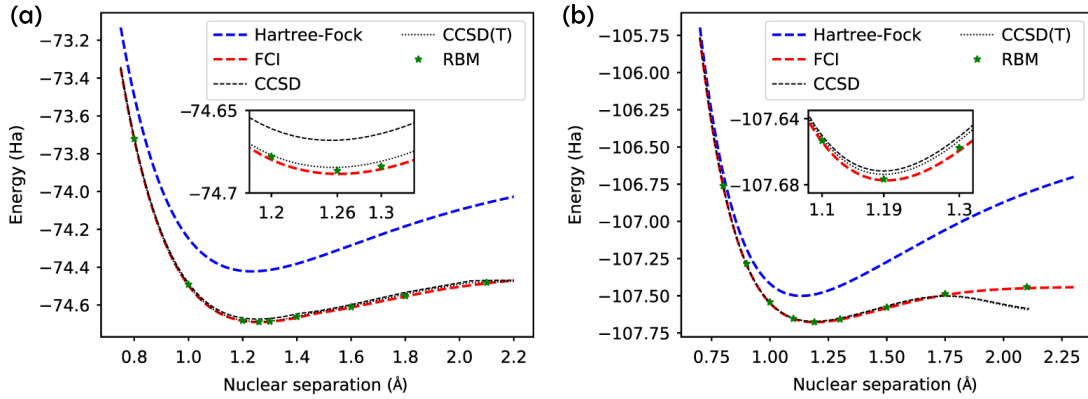 (a)
Energy (Ha)
−73.2
−73.4
−73.6
−73.8
−74.0
−74.2
−74.4
−74.6
Hartree-Fock
FCI
CCSD
CCSD(T)
RBM
−74.65
−74.7
1.2
1.26
1.3
0.8
1.0
1.2
1.4
1.6
1.8
2.0
2.2
Nuclear separation (Å)
(b)
Energy (Ha)
−105.75
−106.00
−106.25
−106.50
−106.75
−107.00
−107.25
−107.50
−107.75
Hartree-Fock
FCI
CCSD
CCSD(T)
RBM
−107.64
−107.68
1.1
1.19
1.3
0.75
1.00
1.25
1.50
1.75
2.00
2.25
Nuclear separation (Å)